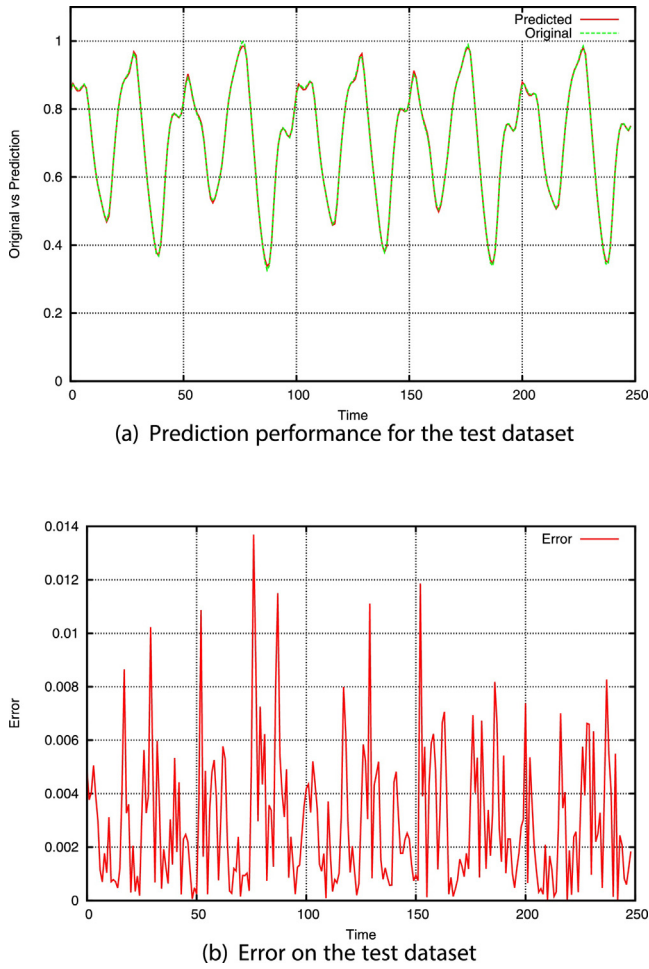 Predicted
Original
1
0.8
0.6
0.4
0.2
0
Original vs Prediction
0 50 100 150 200 250
Time
(a) Prediction performance for the test dataset
0.014
Error
0.012
0.01
0.008
0.006
0.004
0.002
0
Error
0 50 100 150 200 250
Time
(b) Error on the test dataset